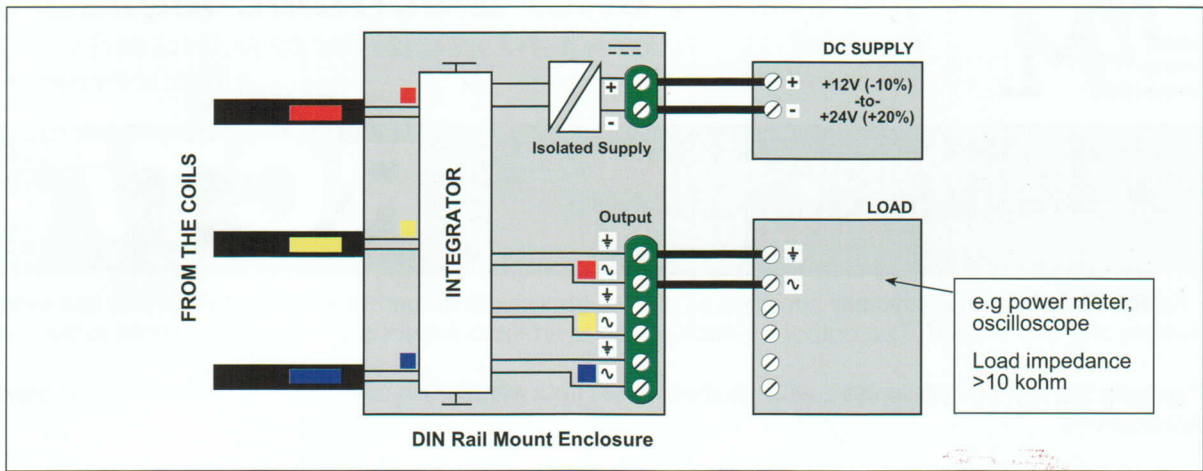 FROM THE COILS
INTEGRATOR
+
-
Isolated Supply
Output
DIN Rail Mount Enclosure
DC SUPPLY
+
-
+12V (-10%)
-to-
+24V (+20%)
LOAD
e.g power meter,
oscilloscope
Load impedance
>10 kohm